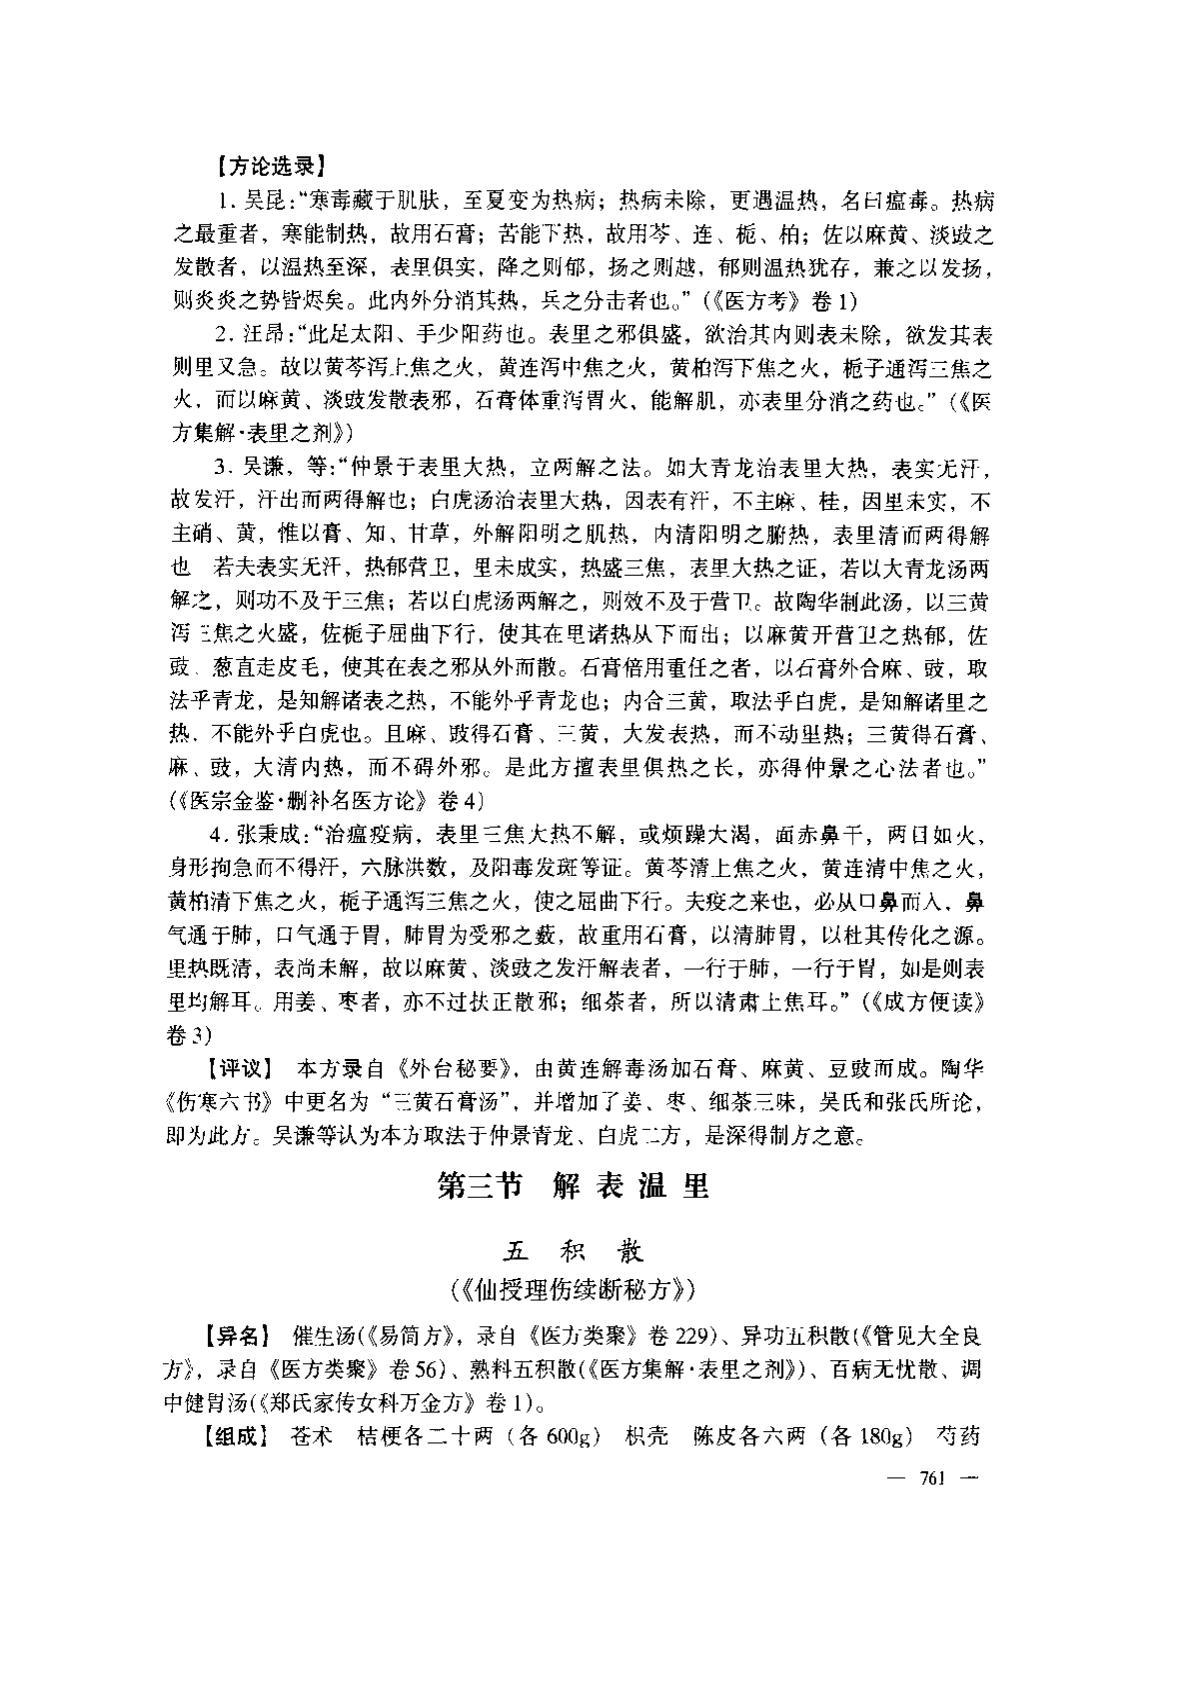 【方论选录】
1. 吴昆：“寒毒藏于肌肤，至夏变为热病；热病未除，更遇温热，名曰瘟毒。热病
之最重者，寒能制热，故用石膏；苦能下热，故用芩、连、栀、柏；佐以麻黄、淡豉之
发散者，以温热至深，表里俱实，降之则郁，扬之则越，郁则温热犹存，兼之以发扬，
则炎炎之势皆烬矣。此内外分消其热，兵之分击者也。”（《医方考》卷1）
2. 汪昂：“此足太阳、手少阳药也。表里之邪俱盛，欲治其内则表未除，欲发其表
则里又急。故以黄芩泻上焦之火，黄连泻中焦之火，黄柏泻下焦之火，栀子通泻三焦之
火，而以麻黄、淡豉发散表邪，石膏体重泻胃火、能解肌，亦表里分消之药也。”（《医
方集解·表里之剂》）
3. 吴谦，等：“仲景于表里大热，立两解之法。如大青龙治表里大热，表实无汗，
故发汗，汗出而两得解也；白虎汤治表里大热，因表有汗，不主麻、桂，因里未实，不
主硝、黄，惟以膏、知、甘草，外解阳明之肌热，内清阳明之腑热，表里清而两得解
也 若夫表实无汗，热郁营卫，里未成实，热盛三焦，表里大热之证，若以大青龙汤两
解之，则功不及于三焦；若以白虎汤两解之，则效不及于营卫。故陶华制此汤，以三黄
泻三焦之火盛，佐栀子屈曲下行，使其在里诸热从下而出；以麻黄开营卫之热郁，佐
豉、葱直走皮毛，使其在表之邪从外而散。石膏倍用重任之者，以石膏外合麻、豉，取
法乎青龙，是知解诸表之热，不能外乎青龙也；内合三黄，取法乎白虎，是知解诸里之
热，不能外乎白虎也。且麻、豉得石膏、三黄，大发表热，而不动里热；三黄得石膏、
麻、豉，大清内热，而不碍外邪。是此方擅表里俱热之长，亦得仲景之心法者也。”
（《医宗金鉴·删补名医方论》卷4）
4. 张秉成：“治瘟疫病，表里三焦大热不解，或烦躁大渴，面赤鼻干，两目如火，
身形拘急而不得汗，六脉洪数，及阳毒发斑等证。黄芩清上焦之火，黄连清中焦之火，
黄柏清下焦之火，栀子通泻三焦之火，使之屈曲下行。夫疫之来也，必从口鼻而入，鼻
气通于肺，口气通于胃，肺胃为受邪之薮，故重用石膏，以清肺胃，以杜其传化之源。
里热既清，表尚未解，故以麻黄、淡豉之发汗解表者，一行于肺，一行于胃，如是则表
里均解耳。用姜、枣者，亦不过扶正散邪；细茶者，所以清肃上焦耳。”（《成方便读》
卷3）
【评议】 本方录自《外台秘要》，由黄连解毒汤加石膏、麻黄、豆豉而成。陶华
《伤寒六书》中更名为“三黄石膏汤”，并增加了姜、枣、细茶三味，吴氏和张氏所论，
即为此方。吴谦等认为本方取法于仲景青龙、白虎二方，是深得制方之意。
第三节 解表温里
五积散
（《仙授理伤续断秘方》）
【异名】 催生汤（《易简方》，录自《医方类聚》卷229）、异功五积散（《管见大全良
方》，录自《医方类聚》卷56）、熟料五积散（《医方集解·表里之剂》）、百病无忧散、调
中健胃汤（《郑氏家传女科万金方》卷1）。
【组成】 苍术 桔梗各二十两（各600g） 枳壳 陈皮各六两（各180g） 芍药
— 761 —